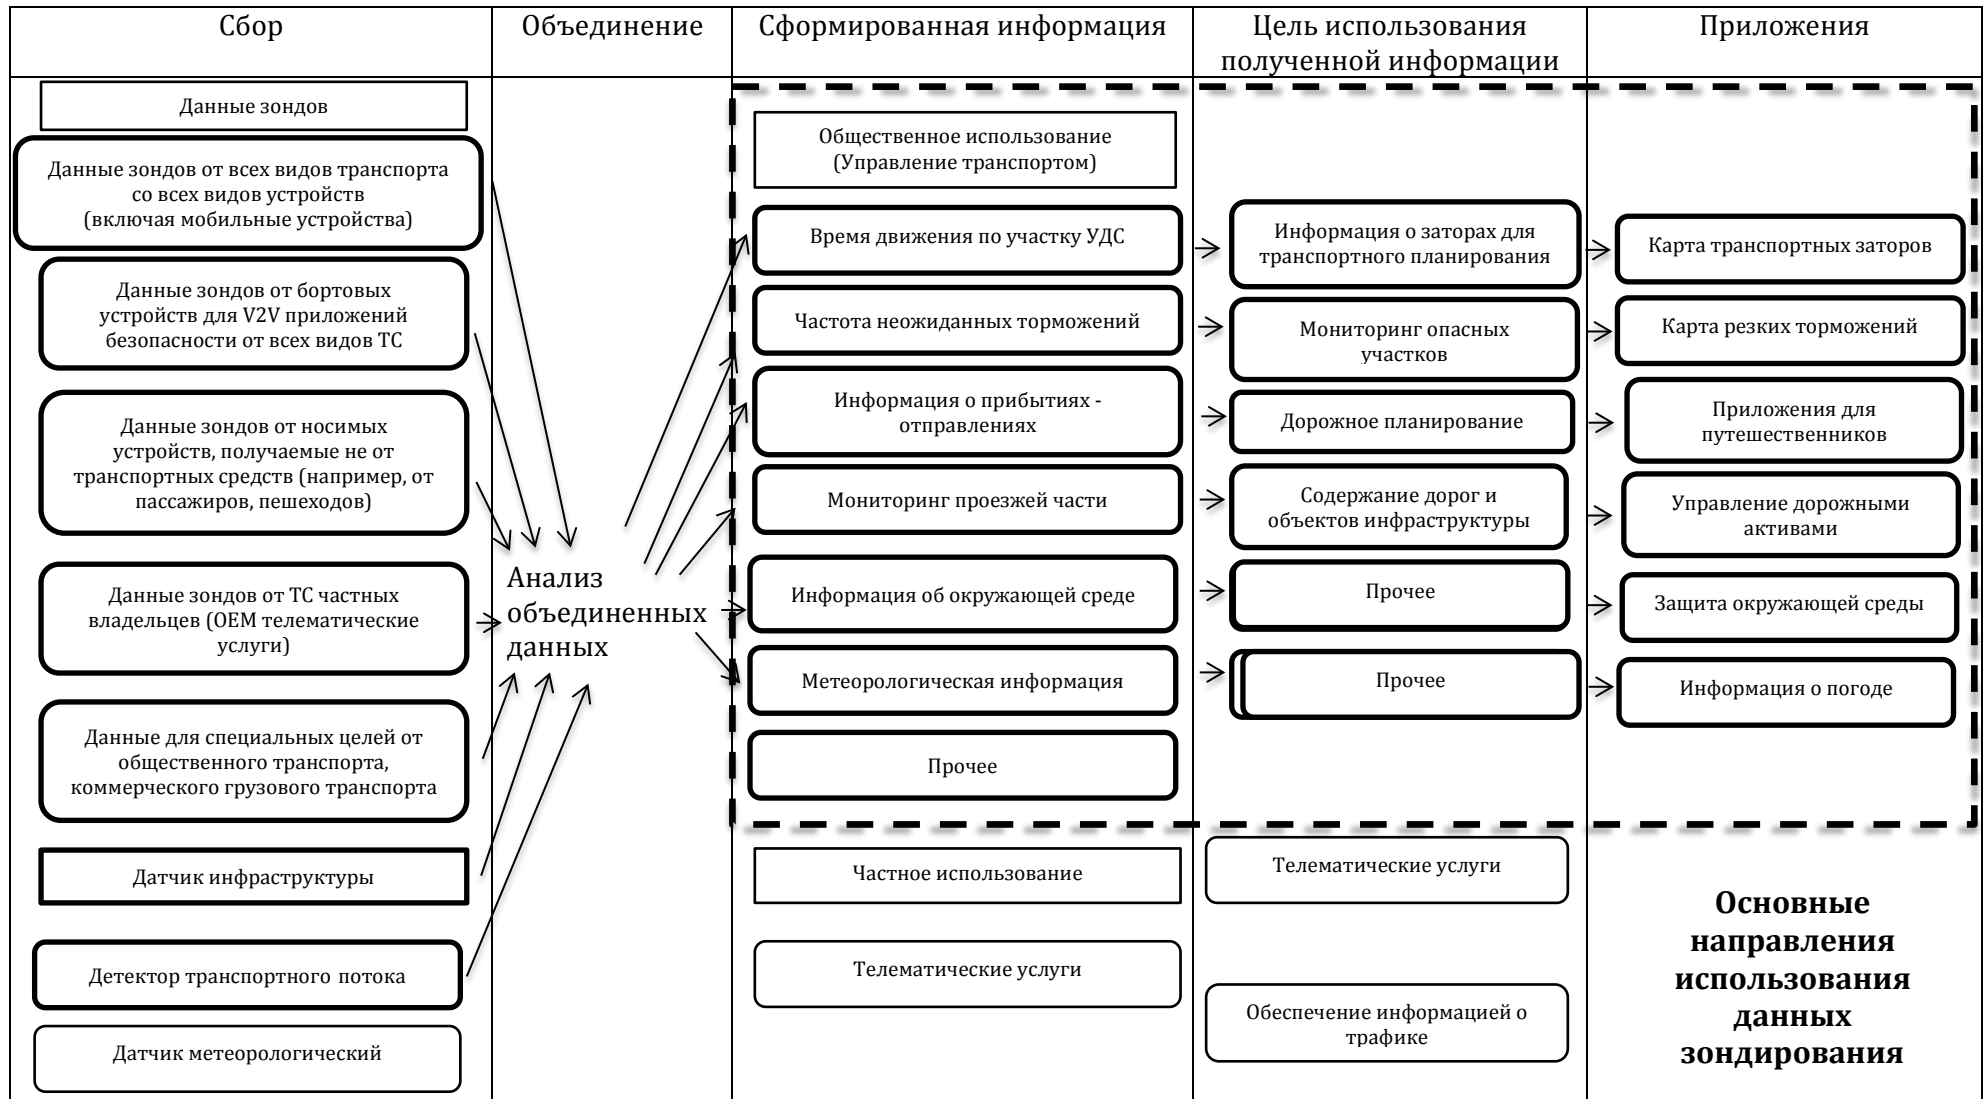 Сбор
Объединение
Сформированная информация
Цель использования
полученной информации
Приложения
Данные зондов
Данные зондов от всех видов транспорта
со всех видов устройств
(включая мобильные устройства)
Данные зондов от бортовых
устройств для V2V приложений
безопасности от всех видов ТС
Данные зондов от носимых
устройств, получаемые не от
транспортных средств (например, от
пассажиров, пешеходов)
Данные зондов от ТС частных
владельцев (OEM телематические
услуги)
Данные для специальных целей от
общественного транспорта,
коммерческого грузового транспорта
Датчик инфраструктуры
Детектор транспортного потока
Датчик метеорологический
Анализ
объединенных
данных
Общественное использование
(Управление транспортом)
Время движения по участку УДС
Частота неожиданных торможений
Информация о прибытиях -
отправлениях
Мониторинг проезжей части
Информация об окружающей среде
Метеорологическая информация
Прочее
Частное использование
Телематические услуги
Информация о заторах для
транспортного планирования
Мониторинг опасных
участков
Дорожное планирование
Содержание дорог и
объектов инфраструктуры
Прочее
Прочее
Телематические услуги
Обеспечение информацией о
трафике
Карта транспортных заторов
Карта резких торможений
Приложения для
путешественников
Управление дорожными
активами
Защита окружающей среды
Информация о погоде
Основные
направления
использования
данных
зондирования